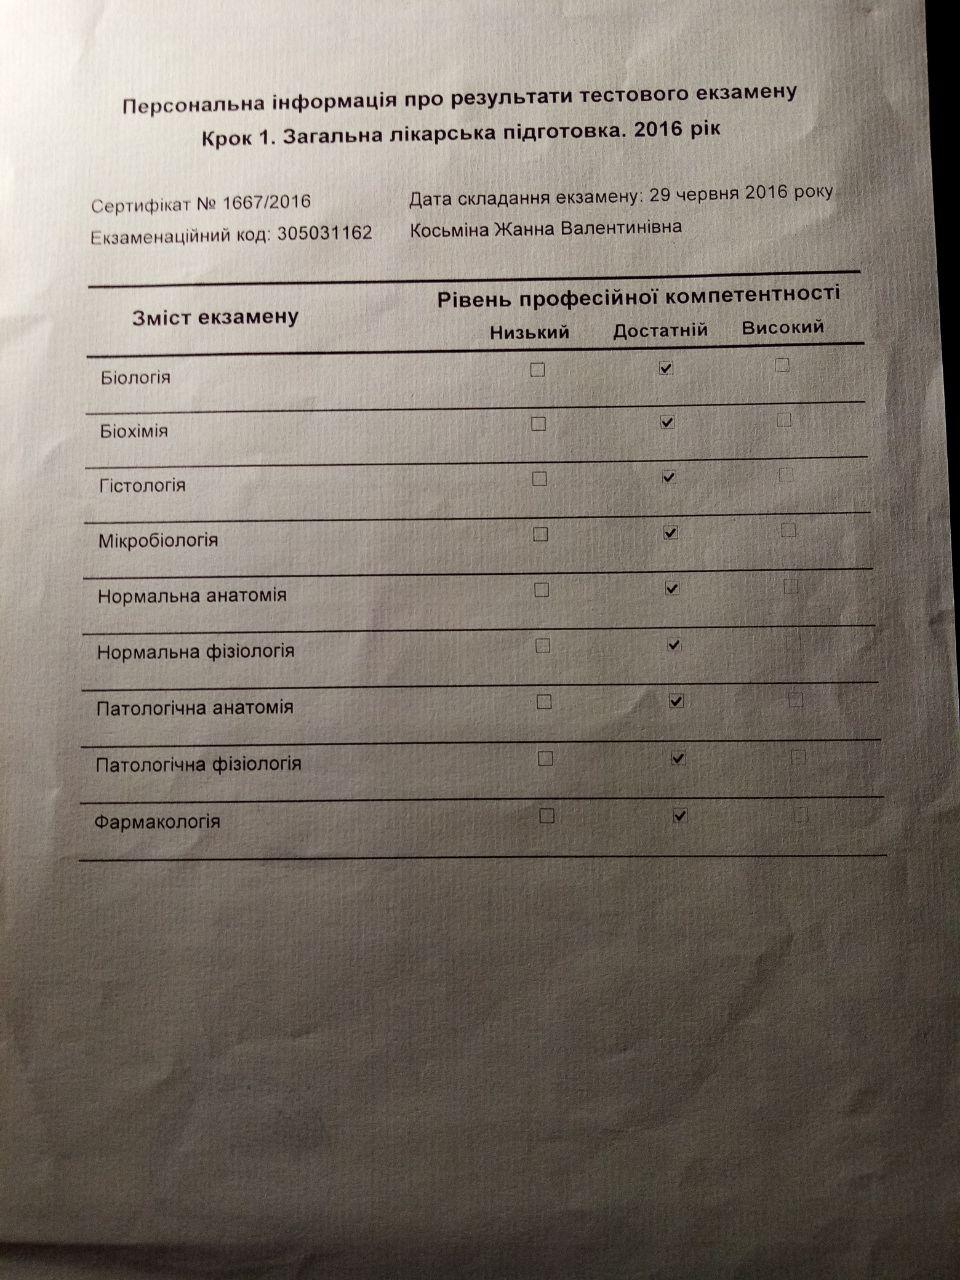 Персональна інформація про результати тестового екзамену
Крок 1. Загальна лікарська підготовка. 2016 рік
Сертифікат № 1667/2016 Дата складання екзамену: 29 червня 2016 року
Екзаменаційний код: 305031162 Косьміна Жанна Валентинівна
Зміст екзамену Рівень професійної компетентності
Низький Достатній Високий
Біологія ☐ ☑ ☐
Біохімія ☐ ☑ ☐
Гістологія ☐ ☑ ☐
Мікробіологія ☐ ☑ ☐
Нормальна анатомія ☐ ☑ ☐
Нормальна фізіологія ☐ ☑ ☐
Патологічна анатомія ☐ ☑ ☐
Патологічна фізіологія ☐ ☑ ☐
Фармакологія ☐ ☑ ☐